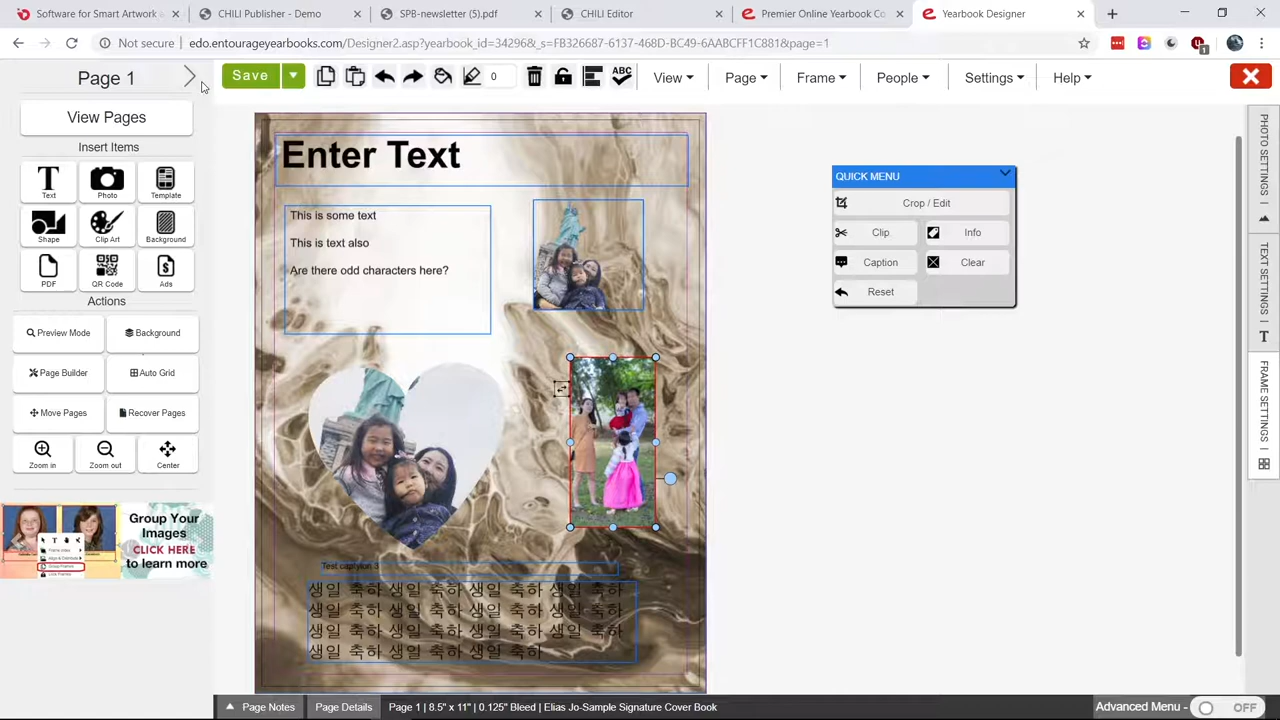 Software for Smart Artwork a
CHILI Publisher - Demo
SPB-newsletter (5).pdf
CHILI Editor
Premier Online Yearbook Co
Yearbook Designer
Not secure | edo.entourageyearbooks.com/Designer2.asp?yearbook_id=34296&_s=FB326687-6137-468D-BC49-6AABCFF1C881&page=1
Page 1
Save
0
ABC
View
Page
Frame
People
Settings
Help
View Pages
Insert Items
Text
Photo
Template
Shape
Clip Art
Background
PDF
QR Code
Ads
Actions
Preview Mode
Background
Page Builder
Auto Grid
Move Pages
Recover Pages
Zoom in
Zoom out
Center
Group Your
Images
CLICK HERE
to learn more
Enter Text
This is some text
This is text also
Are there odd characters here?
생일 축하 생일 축하 생일 축하 생일 축하
생일 축하 생일 축하 생일 축하 생일 축하
생일 축하 생일 축하 생일 축하 생일 축하
생일 축하 생일 축하 생일 축하
QUICK MENU
Crop / Edit
Clip
Info
Caption
Clear
Reset
PHOTO SETTINGS
TEXT SETTINGS
FRAME SETTINGS
Page Notes
Page Details
Page 1 | 8.5" x 11" | 0.125" Bleed | Elias Jo-Sample Signature Cover Book
Advanced Menu - OFF